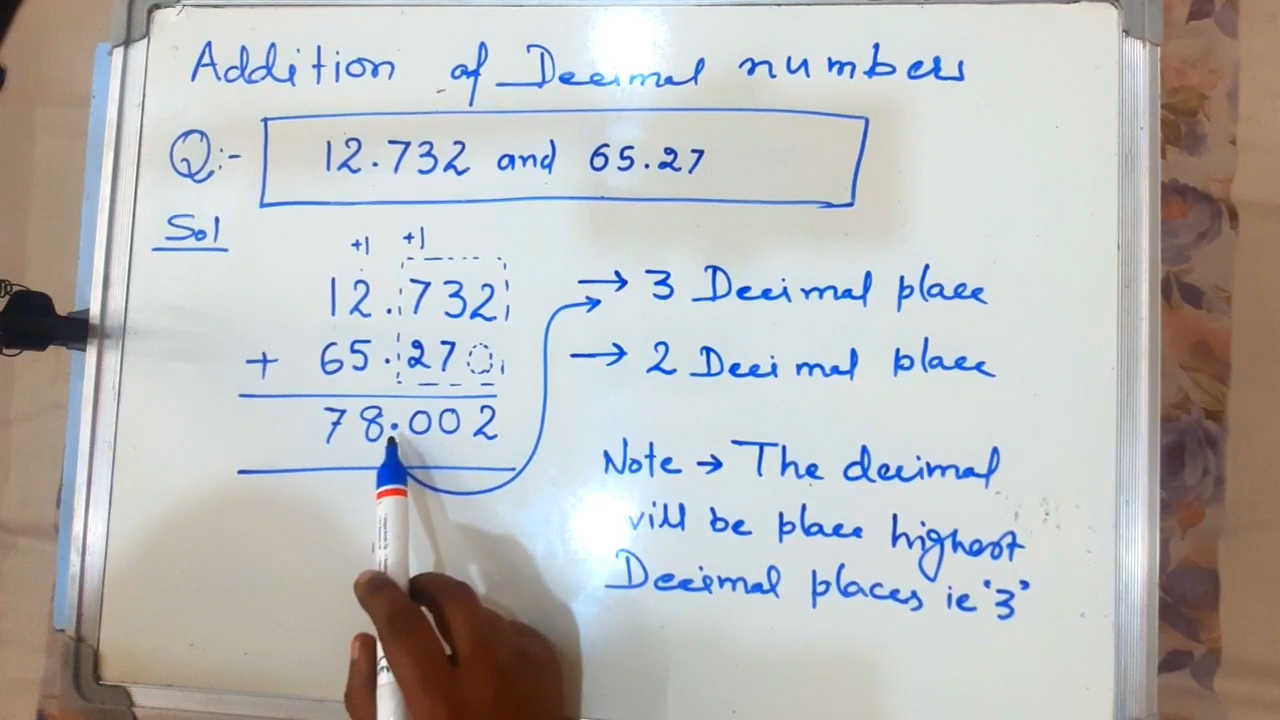 Addition of Decimal numbers
Q:- 12.732 and 65.27
Sol
+1 +1
12.732 → 3 Decimal place
+ 65.270 → 2 Decimal place
78.002
Note → The decimal
will be place highest
Decimal places ie '3'